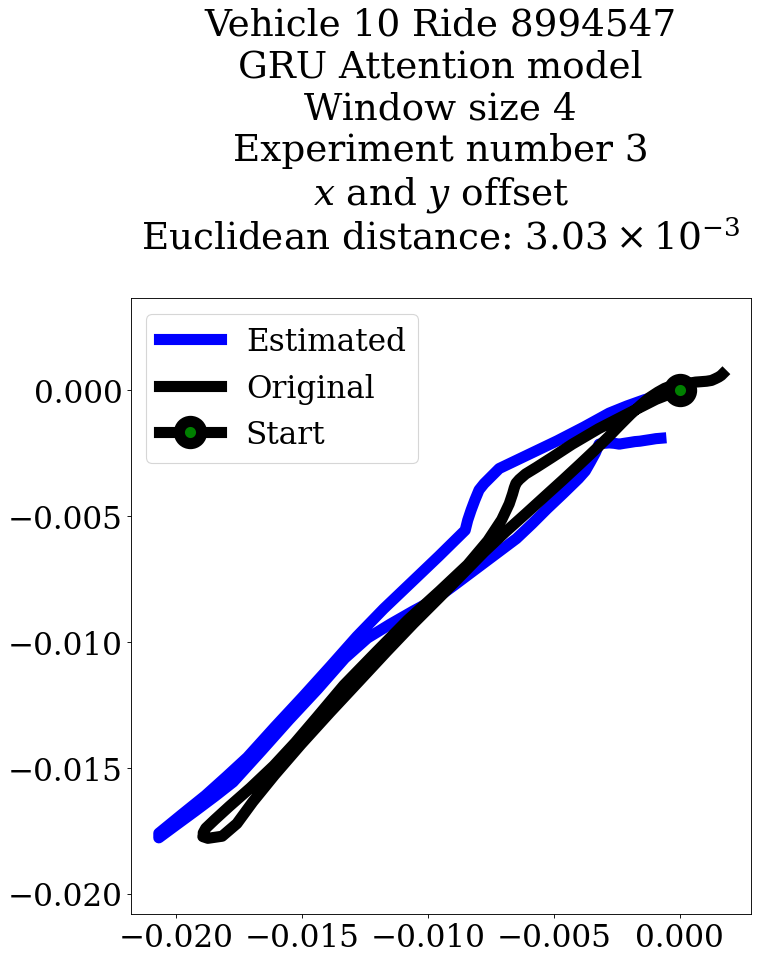 Vehicle 10 Ride 8994547
GRU Attention model
Window size 4
Experiment number 3
x and y offset
Euclidean distance: 3.03 × 10⁻³
Estimated
Original
Start
0.000
−0.005
−0.010
−0.015
−0.020
−0.020 −0.015 −0.010 −0.005 0.000